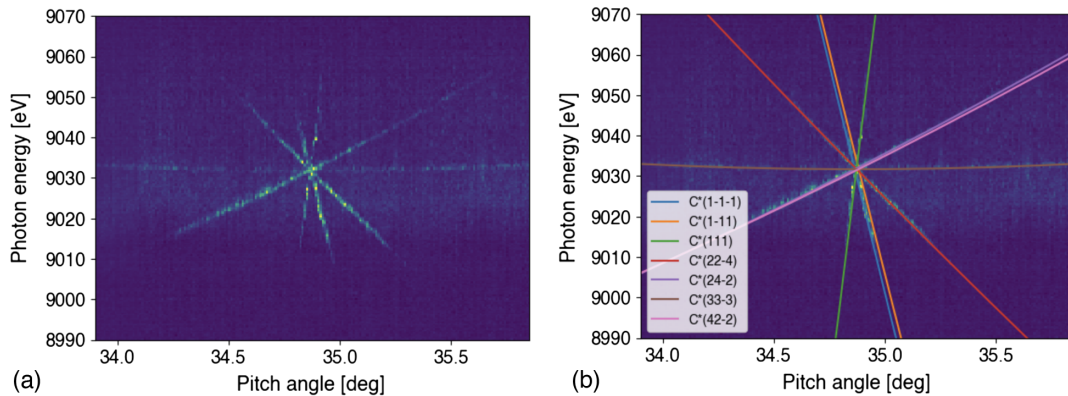 9070
9060
9050
9040
9030
9020
9010
9000
8990
Photon energy [eV]
34.0
34.5
35.0
35.5
Pitch angle [deg]
(a)
9070
9060
9050
9040
9030
9020
9010
9000
8990
Photon energy [eV]
C*(1-1-1)
C*(1-11)
C*(111)
C*(22-4)
C*(24-2)
C*(33-3)
C*(42-2)
34.0
34.5
35.0
35.5
Pitch angle [deg]
(b)